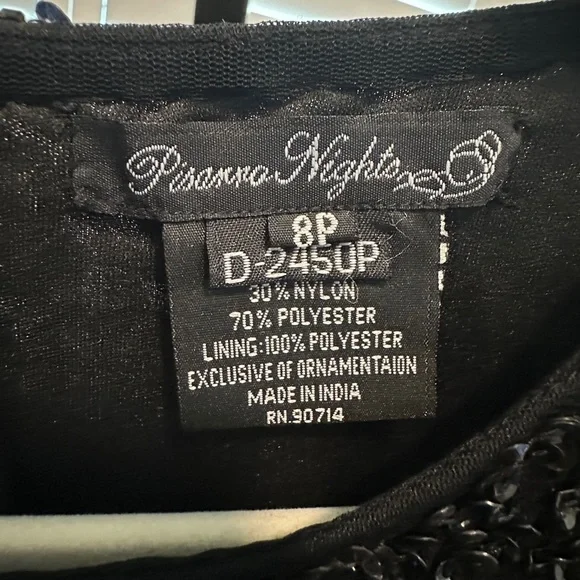 Pisarro Nights
8P
D-2450P
30% NYLON
70% POLYESTER
LINING:100% POLYESTER
EXCLUSIVE OF ORNAMENTAION
MADE IN INDIA
RN.90714